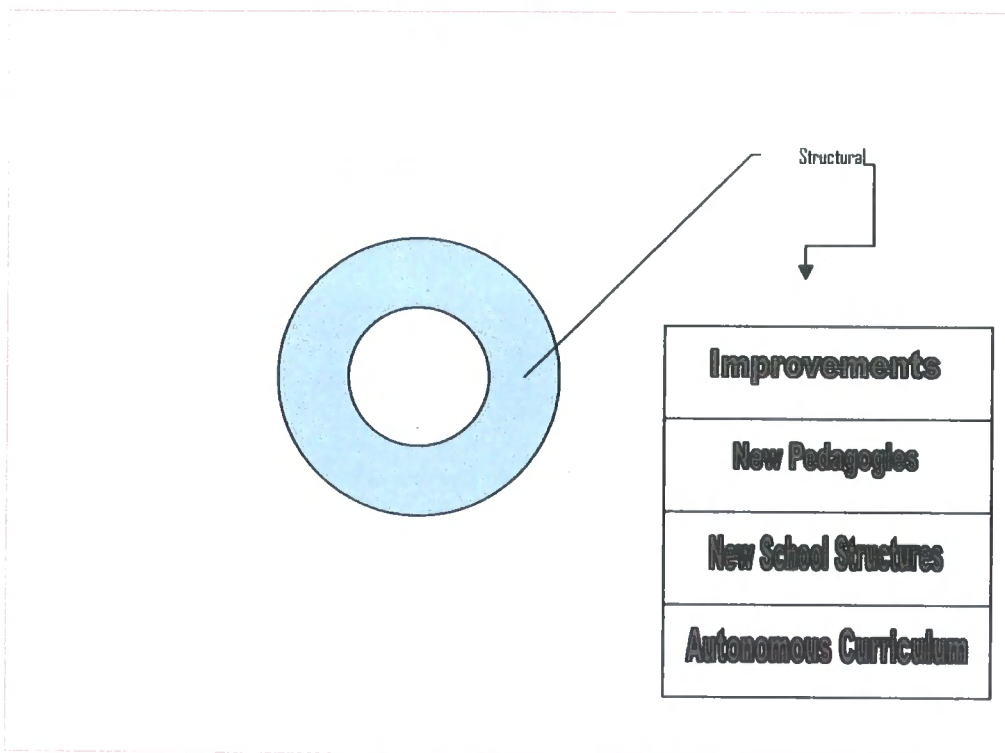 Structural
Improvements
New Pedagogies
New School Structures
Autonomous Curriculum